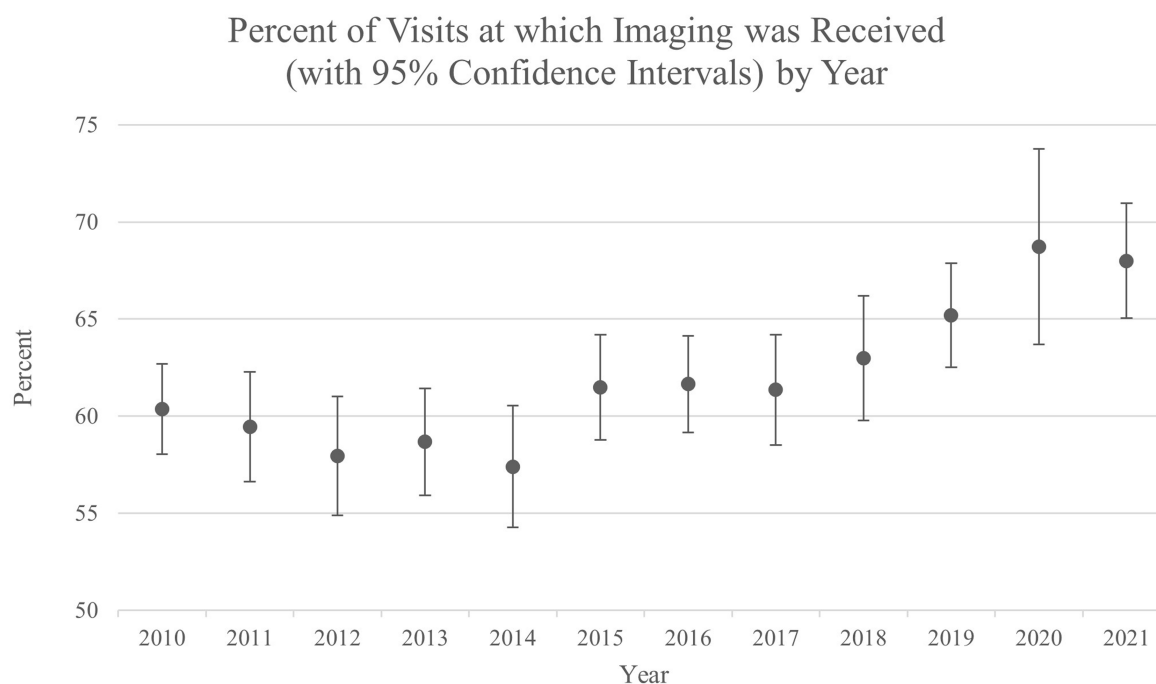 Percent of Visits at which Imaging was Received
(with 95% Confidence Intervals) by Year
75
70
65
60
55
50
Percent
2010 2011 2012 2013 2014 2015 2016 2017 2018 2019 2020 2021
Year